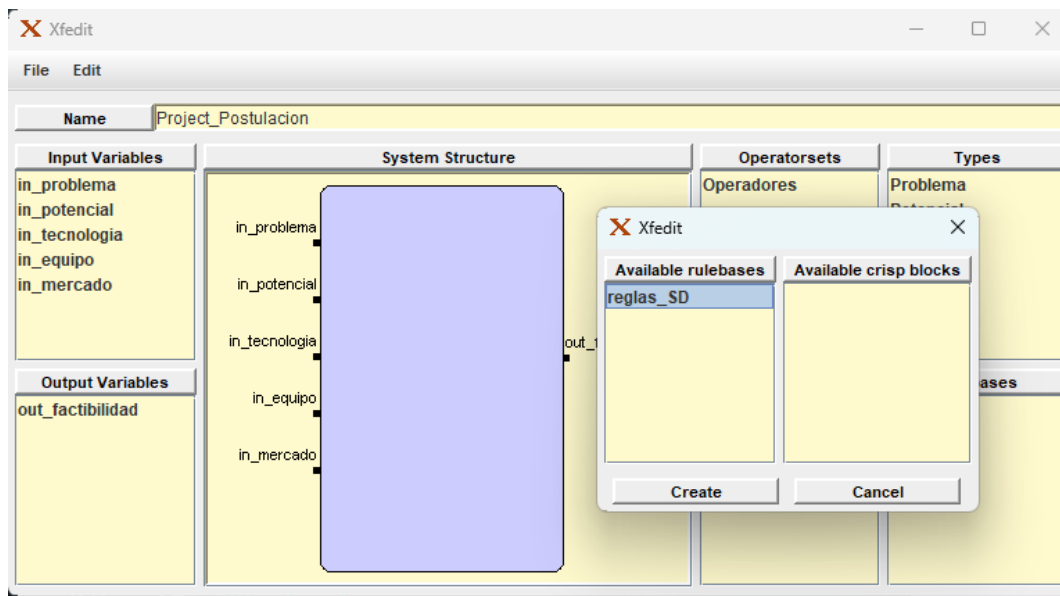 Xfedit
File Edit
Name Project_Postulacion
Input Variables System Structure Operatorsets Types
in_problema
in_potencial
in_tecnologia
in_equipo
in_mercado
in_problema
in_potencial
in_tecnologia
in_equipo
in_mercado
Operadores
Problema
Xfedit
Available rulebases Available crisp blocks
reglas_SD
Create Cancel
Output Variables
out_factibilidad